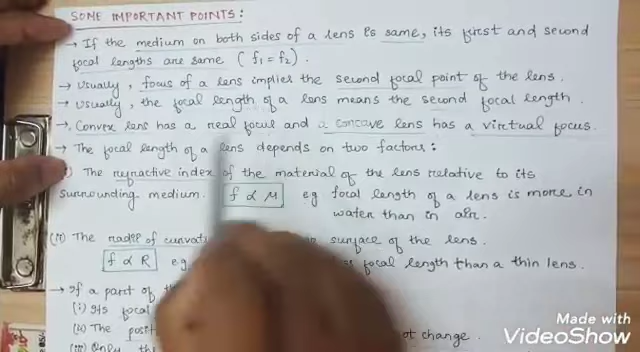 SOME IMPORTANT POINTS:
→ If the medium on both sides of a lens is same, its first and second
focal lengths are same (f₁ = f₂).
→ Usually, focus of a lens implies the second focal point of the lens.
→ Usually, the focal length of a lens means the second focal length.
→ Convex lens has a real focus and a concave lens has a virtual focus.
→ The focal length of a lens depends on two factors:
The refractive index of the material of the lens relative to its
surrounding medium. f ∝ μ eg focal length of a lens is more in
water than in air.
(ii) The radii of surface of the lens.
f ∝ R e.g. focal length than a thin lens.
→ If a part of
(i) Its focal
(ii) The not change.
(iii) Only
Made with
VideoShow